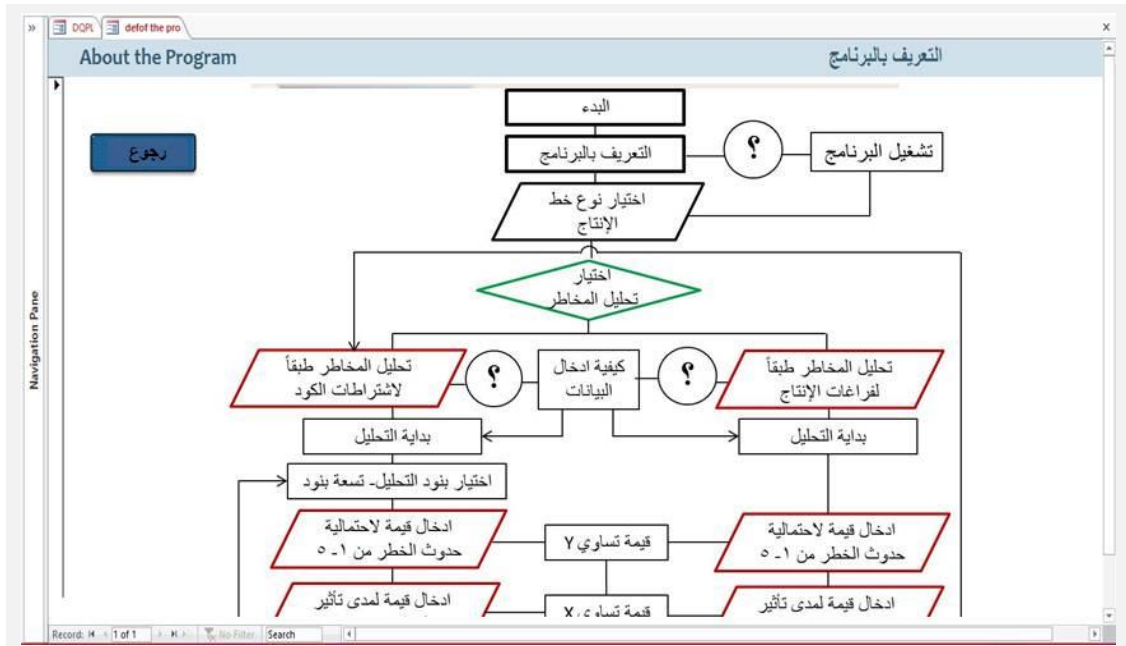 DQPL
defof the pro
About the Program
التعريف بالبرنامج
رجوع
البدء
التعريف بالبرنامج
؟
تشغيل البرنامج
اختيار نوع خط
الإنتاج
اختيار
تحليل المخاطر
تحليل المخاطر طبقاً
لاشتراطات الكود
؟
كيفية ادخال
البيانات
؟
تحليل المخاطر طبقاً
لفراغات الإنتاج
بداية التحليل
بداية التحليل
اختيار بنود التحليل- تسعة بنود
ادخال قيمة لاحتمالية
حدوث الخطر من ١- ٥
قيمة تساوي Y
ادخال قيمة لاحتمالية
حدوث الخطر من ١- ٥
ادخال قيمة لمدى تأثير
قيمة تساوي X
ادخال قيمة لمدى تأثير
Navigation Pane
Record: 1 of 1 No Filter Search